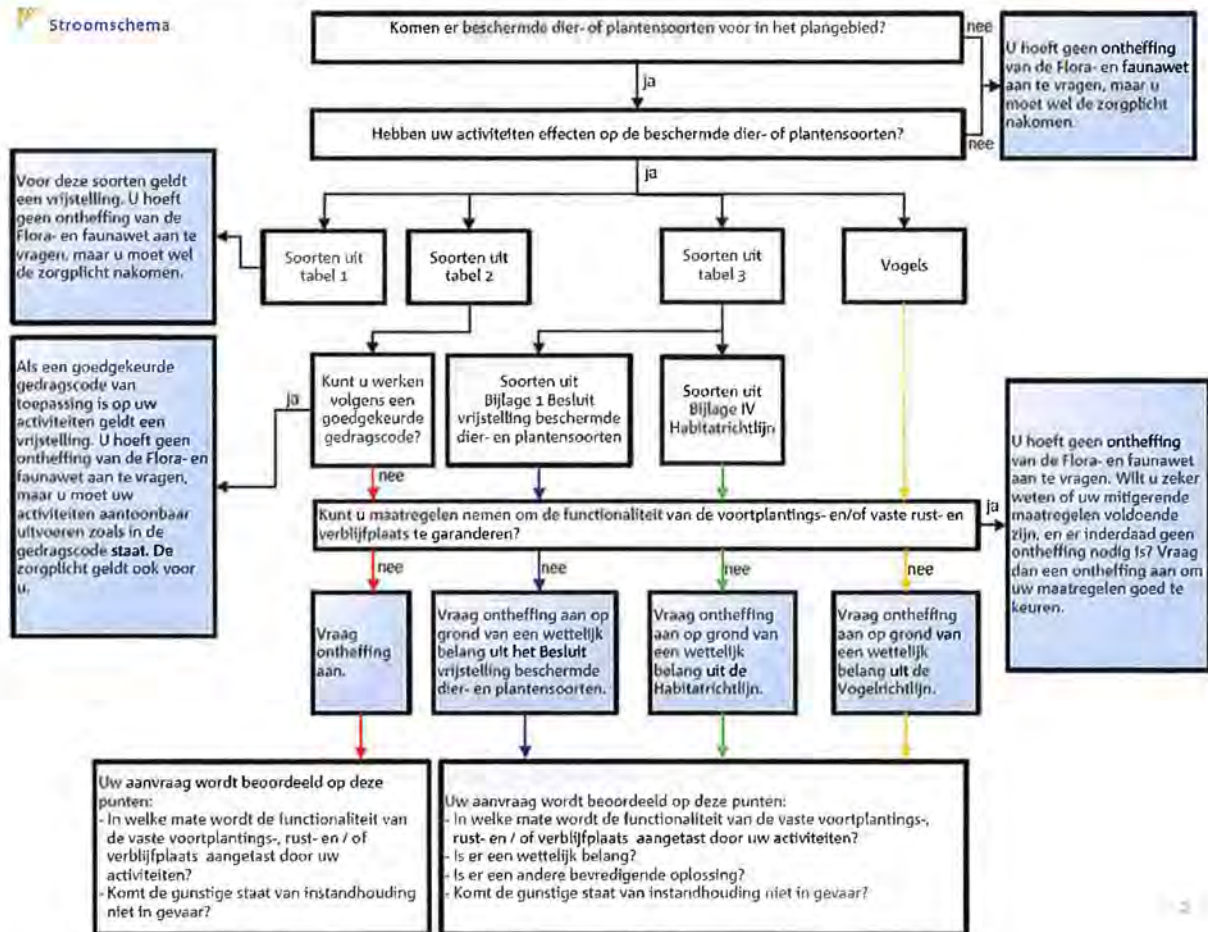 Stroomschema
Komen er beschermde dier- of plantensoorten voor in het plangebied?
nee
U hoeft geen ontheffing
van de Flora- en faunawet
aan te vragen, maar u
moet wel de zorgplicht
nakomen.
ja
Hebben uw activiteiten effecten op de beschermde dier- of plantensoorten?
nee
ja
Voor deze soorten geldt
een vrijstelling. U hoeft
geen ontheffing van de
Flora- en faunawet aan te
vragen, maar u moet wel
de zorgplicht nakomen.
Soorten uit
tabel 1
Soorten uit
tabel 2
Soorten uit
tabel 3
Vogels
Als een goedgekeurde
gedragscode van
toepassing is op uw
activiteiten geldt een
vrijstelling. U hoeft geen
ontheffing van de Flora- en
faunawet aan te vragen,
maar u moet uw
activiteiten aantoonbaar
uitvoeren zoals in de
gedragscode staat. De
zorgplicht geldt ook voor
u.
ja
Kunt u werken
volgens een
goedgekeurde
gedragscode?
Soorten uit
Bijlage 1 Besluit
vrijstelling beschermde
dier- en plantensoorten
Soorten uit
Bijlage IV
Habitatrichtlijn
nee
Kunt u maatregelen nemen om de functionaliteit van de voortplantings- en/of vaste rust- en
verblijfplaats te garanderen?
ja
U hoeft geen ontheffing
van de Flora- en faunawet
aan te vragen. Wilt u zeker
weten of uw mitigerende
maatregelen voldoende
zijn, en er inderdaad geen
ontheffing nodig is? Vraag
dan een ontheffing aan om
uw maatregelen goed te
keuren.
nee
nee
nee
nee
Vraag
ontheffing
aan.
Vraag ontheffing aan op
grond van een wettelijk
belang uit het Besluit
vrijstelling beschermde
dier- en plantensoorten.
Vraag ontheffing
aan op grond van
een wettelijk
belang uit de
Habitatrichtlijn.
Vraag ontheffing
aan op grond van
een wettelijk
belang uit de
Vogelrichtlijn.
Uw aanvraag wordt beoordeeld op deze
punten:
- In welke mate wordt de functionaliteit van
de vaste voortplantings-, rust- en / of
verblijfplaats aangetast door uw
activiteiten?
- Komt de gunstige staat van instandhouding
niet in gevaar?
Uw aanvraag wordt beoordeeld op deze punten:
- In welke mate wordt de functionaliteit van de vaste voortplantings-,
rust- en / of verblijfplaats aangetast door uw activiteiten?
- Is er een wettelijk belang?
- Is er een andere bevredigende oplossing?
- Komt de gunstige staat van instandhouding niet in gevaar?
2